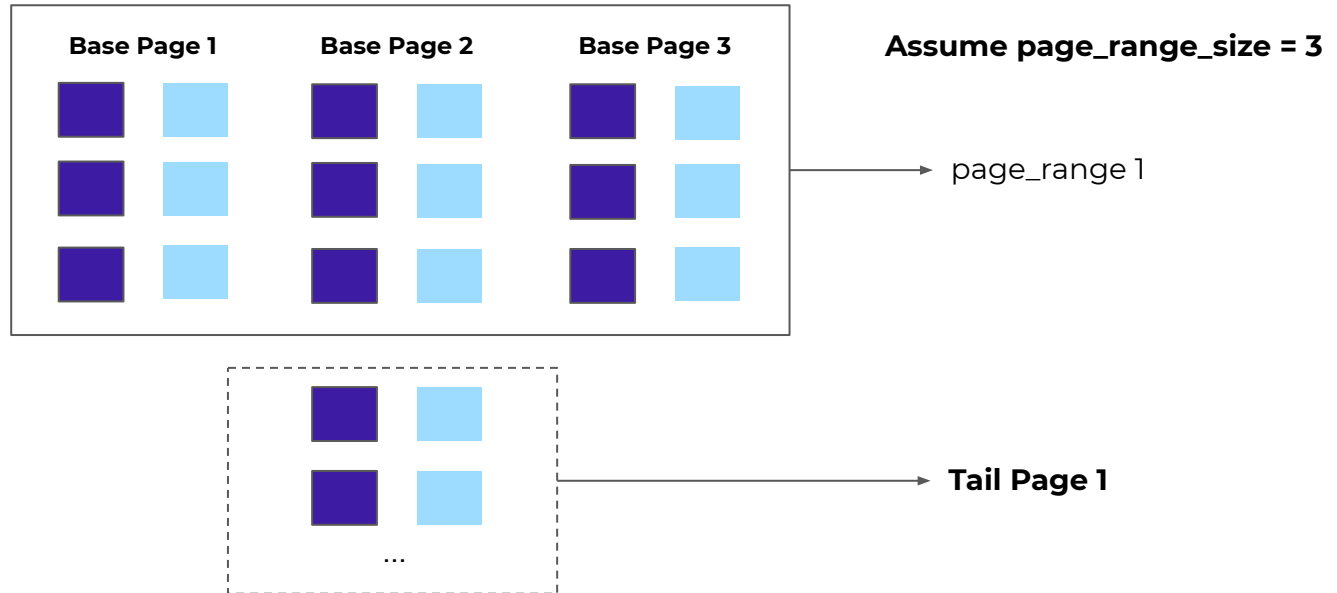 Base Page 1
Base Page 2
Base Page 3
Assume page_range_size = 3
page_range 1
Tail Page 1
...